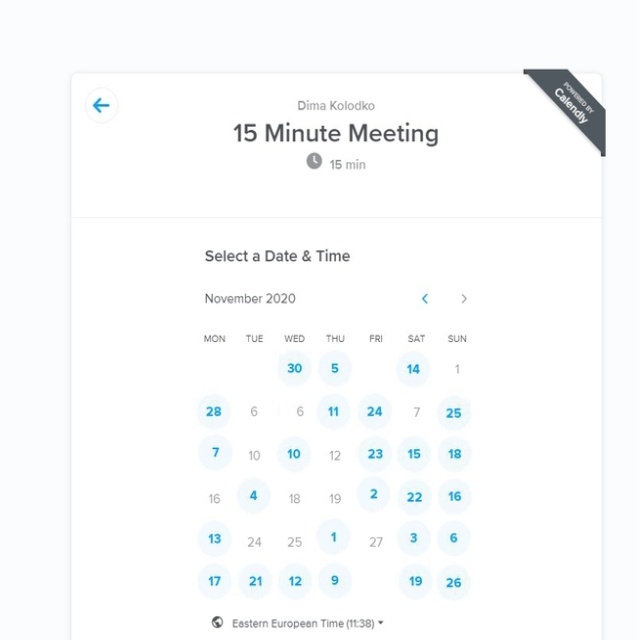 POWERED BY
Calendly
Dima Kolodko
15 Minute Meeting
15 min
Select a Date & Time
November 2020
MON TUE WED THU FRI SAT SUN
30 5 14 1
28 6 6 11 24 7 25
7 10 10 12 23 15 18
16 4 18 19 2 22 16
13 24 25 1 27 3 6
17 21 12 9 19 26
Eastern European Time (11:38)